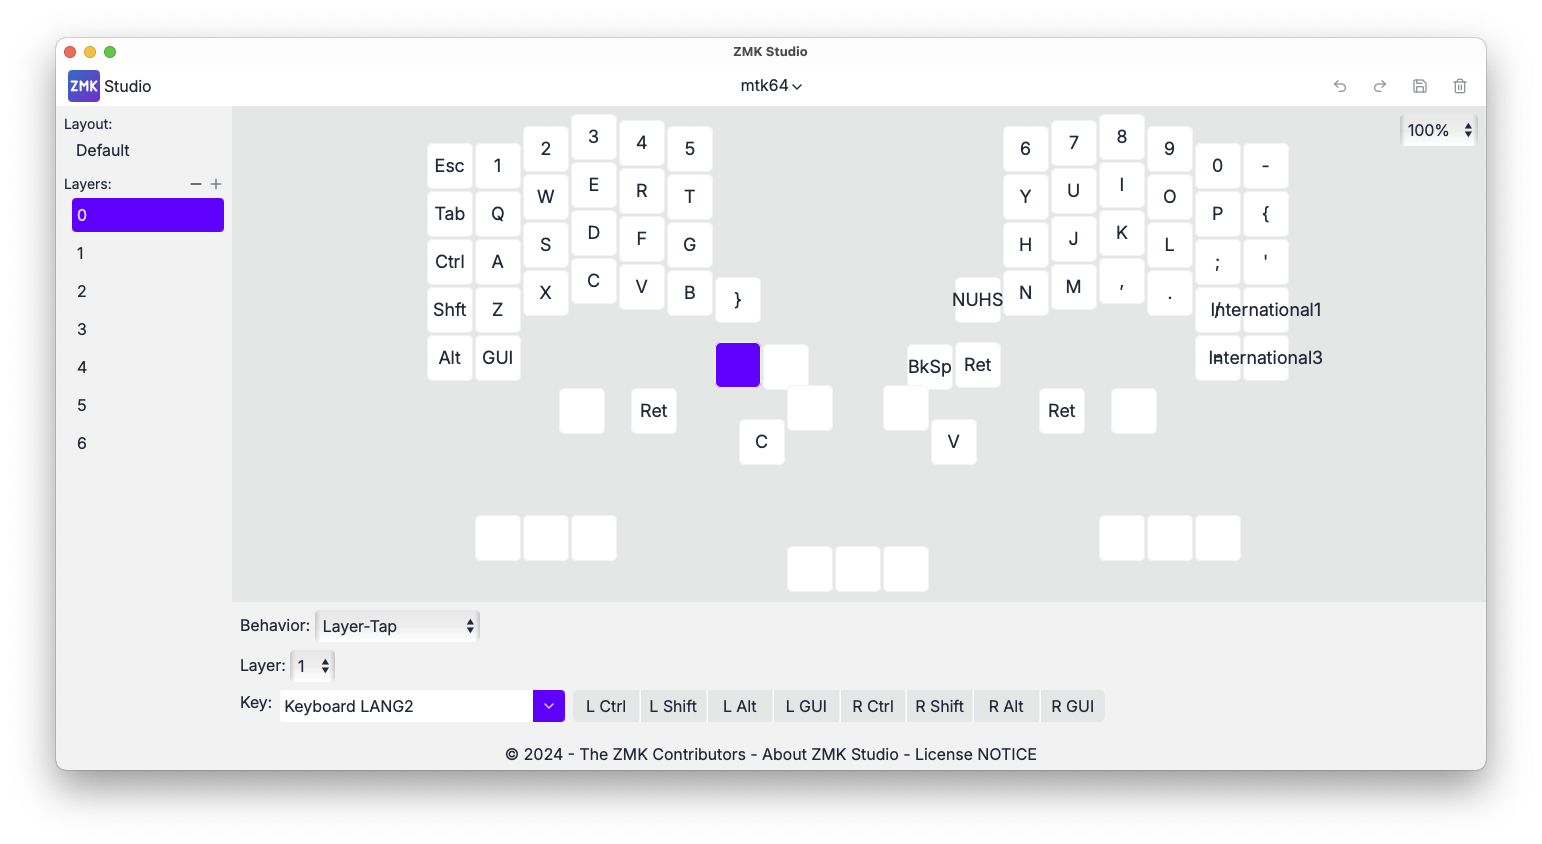 ZMK Studio
ZMK Studio
mtk64
Layout:
Default
Layers:
0
1
2
3
4
5
6
100%
3 8
4 7
2 5 6 9
Esc 1 0 -
E I
R U
W T Y O
Tab Q P {
D K
F J
S G H L
Ctrl A ; '
C ,
V M
X B N .
} NUHS
Shft Z / International1
Alt GUI = International3
BkSp Ret
Ret Ret
C V
Behavior: Layer-Tap
Layer: 1
Key: Keyboard LANG2 L Ctrl L Shift L Alt L GUI R Ctrl R Shift R Alt R GUI
© 2024 - The ZMK Contributors - About ZMK Studio - License NOTICE